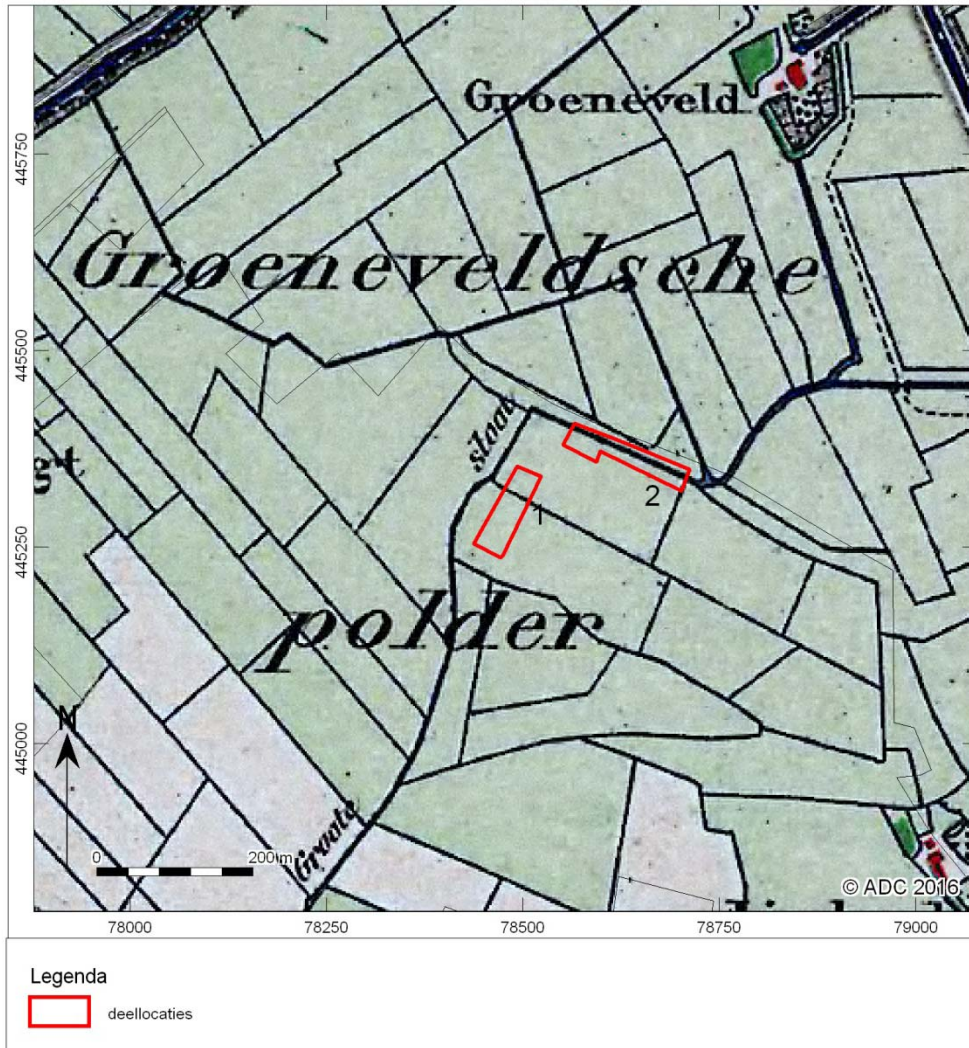 Groeneveld
Groeneveldsche
sloot
2
1
polder
Groote
N
0 200 m
© ADC 2016
445750
445500
445250
445000
78000 78250 78500 78750 79000
Legenda
deellocaties